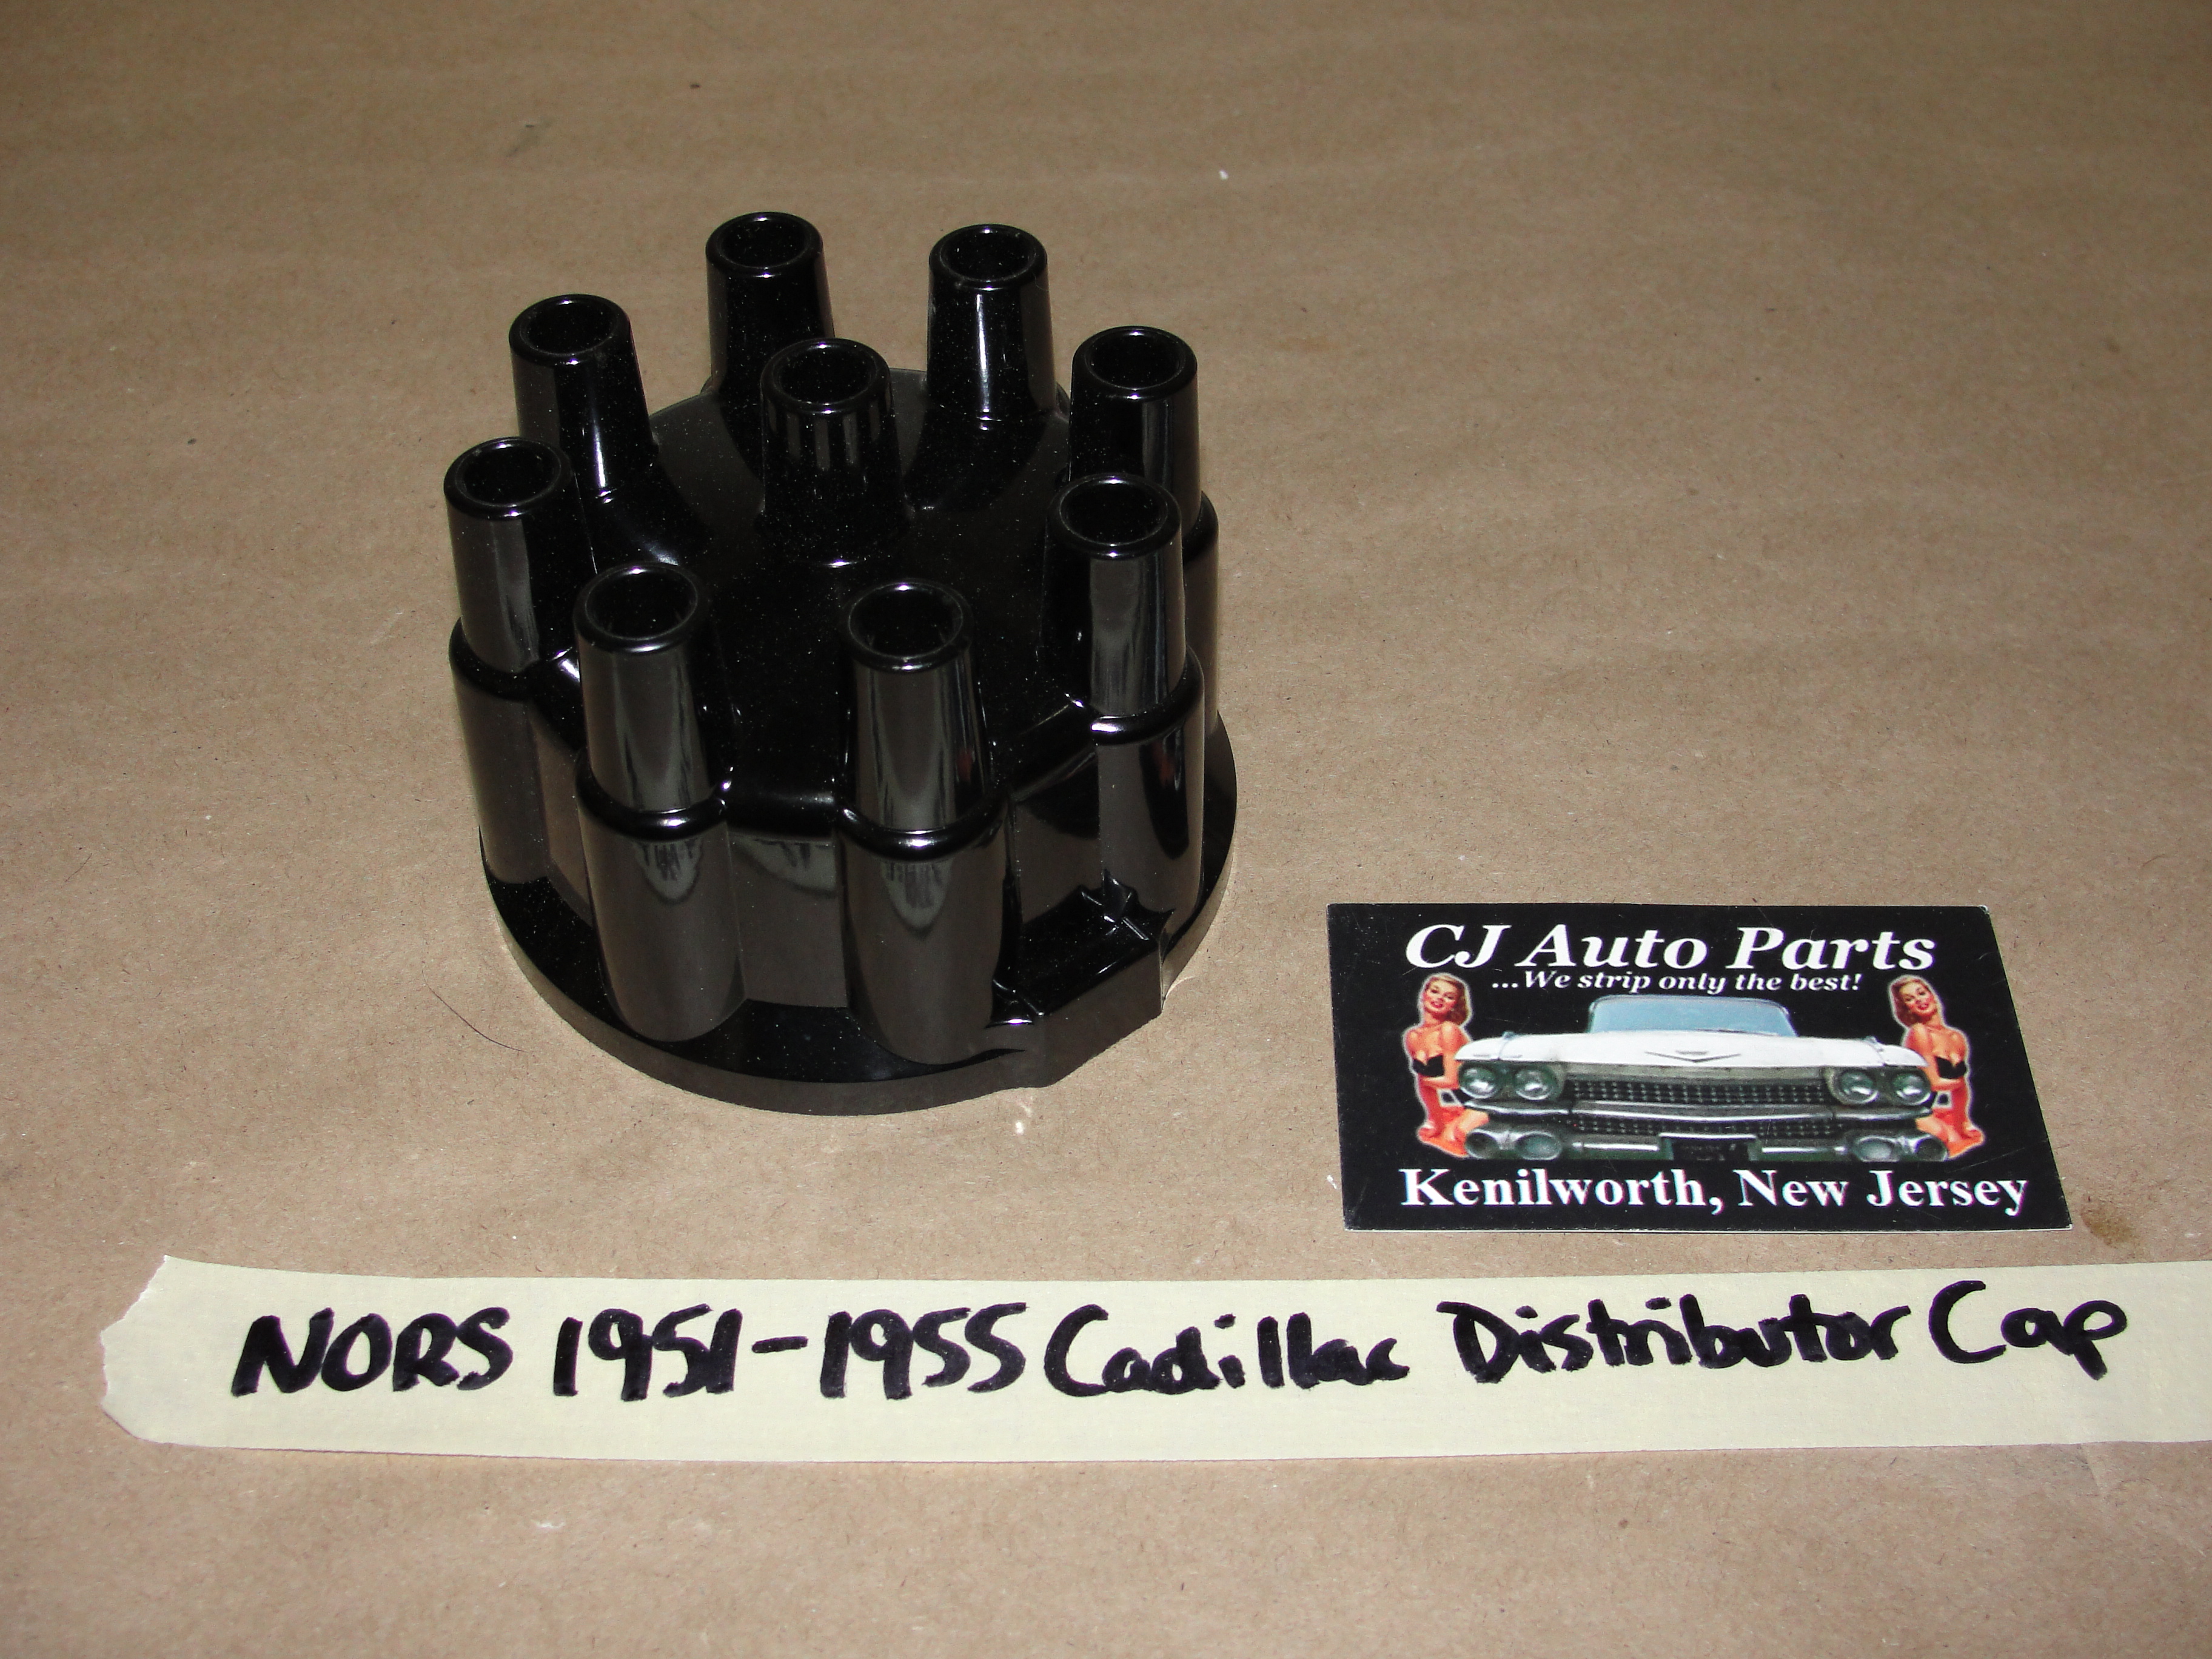 CJ Auto Parts
...We strip only the best!
Kenilworth, New Jersey
NORS 1951-1955 Cadillac Distributor Cap